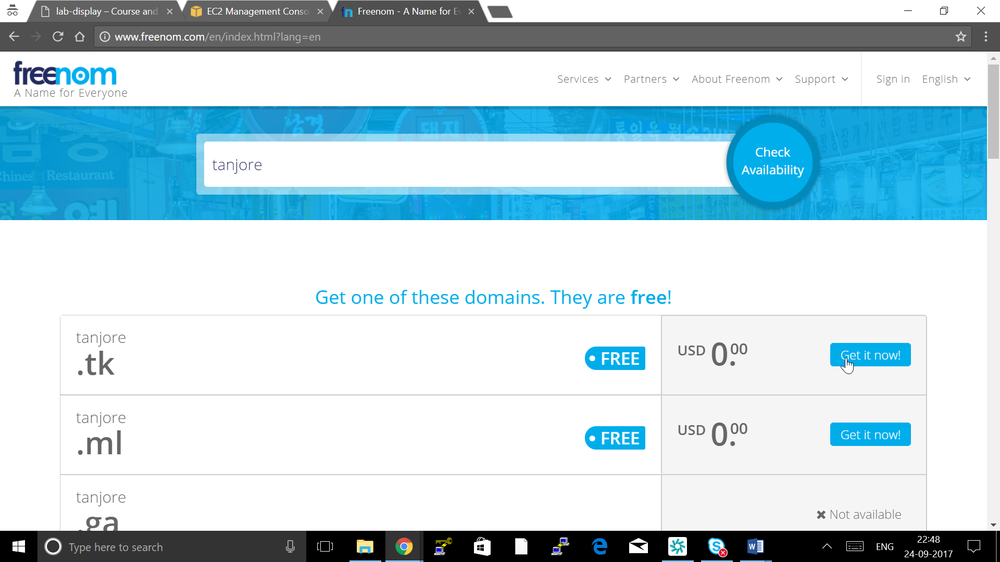 lab-display – Course and
EC2 Management Conso
Freenom - A Name for E
www.freenom.com/en/index.html?lang=en
freenom
A Name for Everyone
Services
Partners
About Freenom
Support
Sign in
English
Restaurant
tanjore
Check
Availability
Get one of these domains. They are free!
tanjore
.tk
FREE
USD 0.00
Get it now!
tanjore
.ml
FREE
USD 0.00
Get it now!
tanjore
.ga
Not available
Type here to search
ENG
22:48
24-09-2017